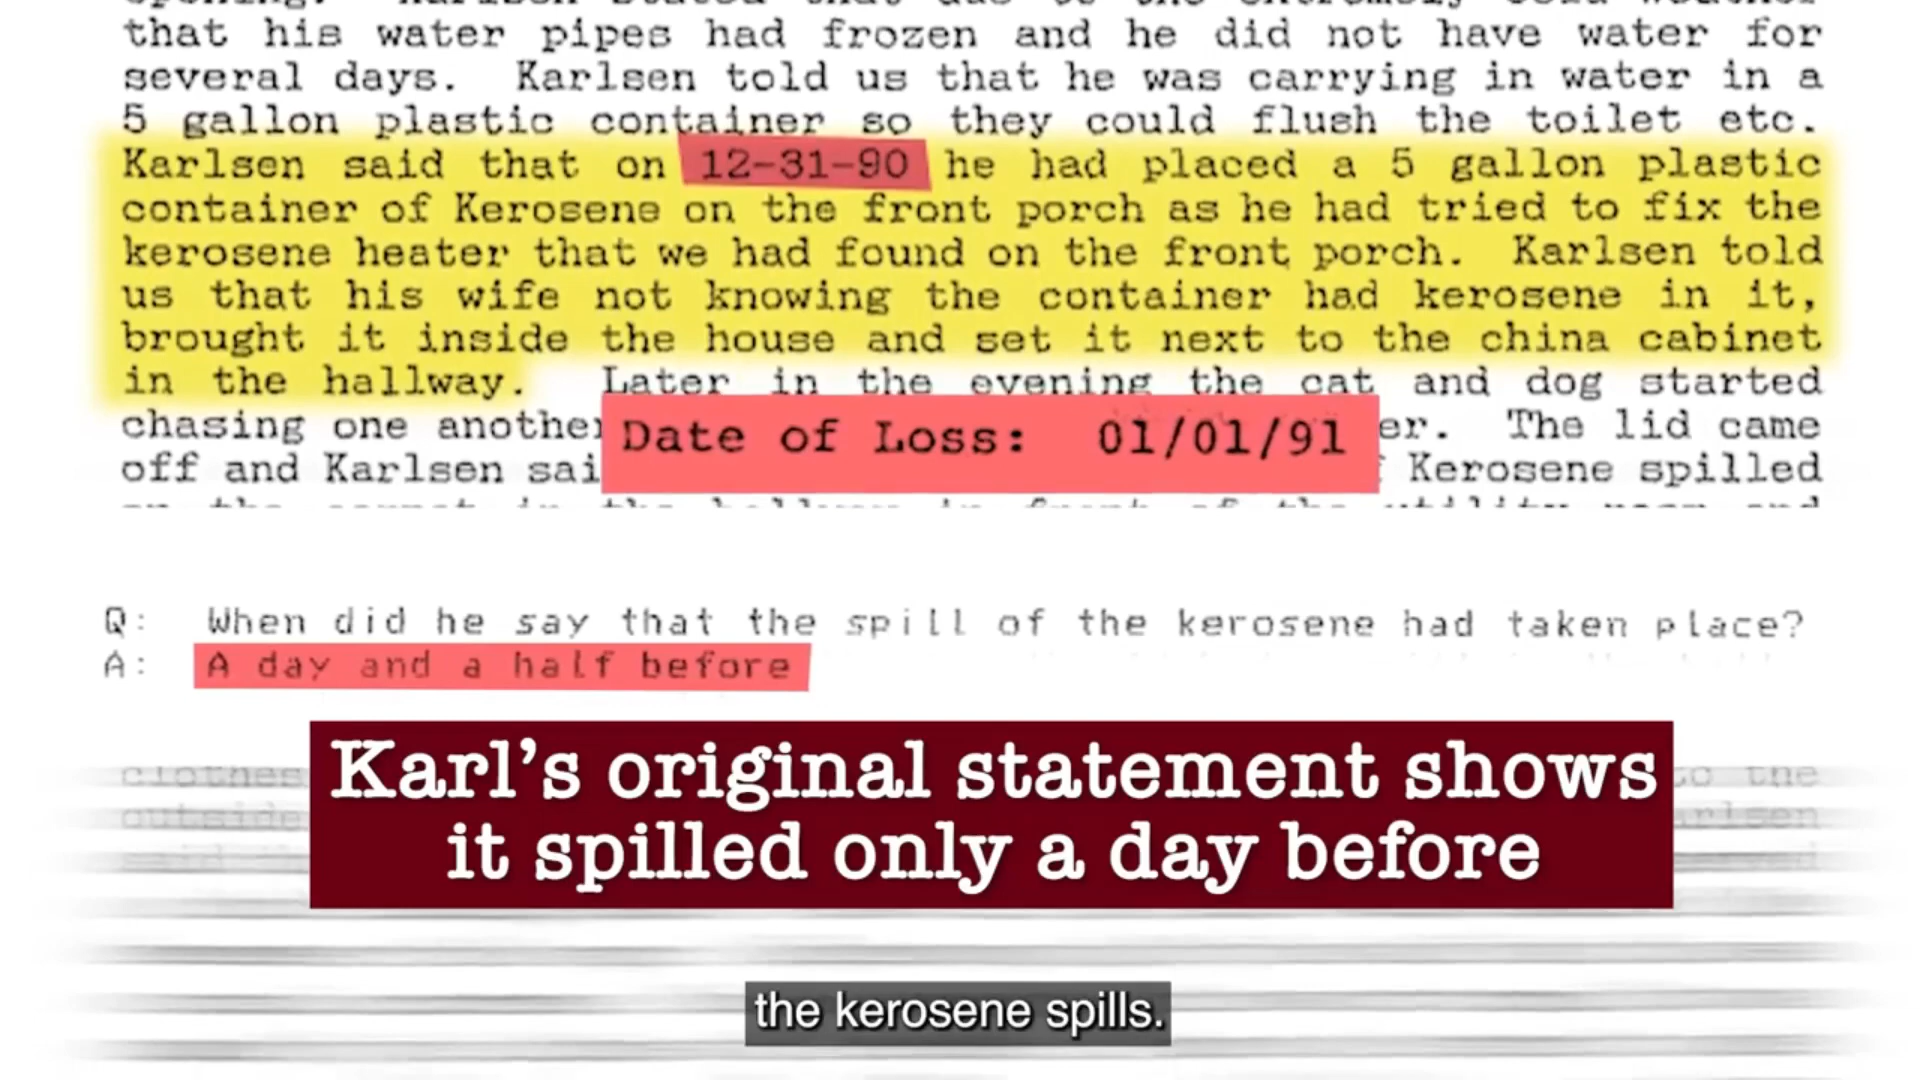 that his water pipes had frozen and he did not have water for
several days. Karlsen told us that he was carrying in water in a
5 gallon plastic container so they could flush the toilet etc.
Karlsen said that on 12-31-90 he had placed a 5 gallon plastic
container of Kerosene on the front porch as he had tried to fix the
kerosene heater that we had found on the front porch. Karlsen told
us that his wife not knowing the container had kerosene in it,
brought it inside the house and set it next to the china cabinet
in the hallway. Later in the evening the cat and dog started
chasing one another er. The lid came
Date of Loss: 01/01/91
off and Karlsen sai Kerosene spilled
Q: When did he say that the spill of the kerosene had taken place?
A: A day and a half before
Karl's original statement shows
it spilled only a day before
clothes to the
outside arlsen
said
the kerosene spills.